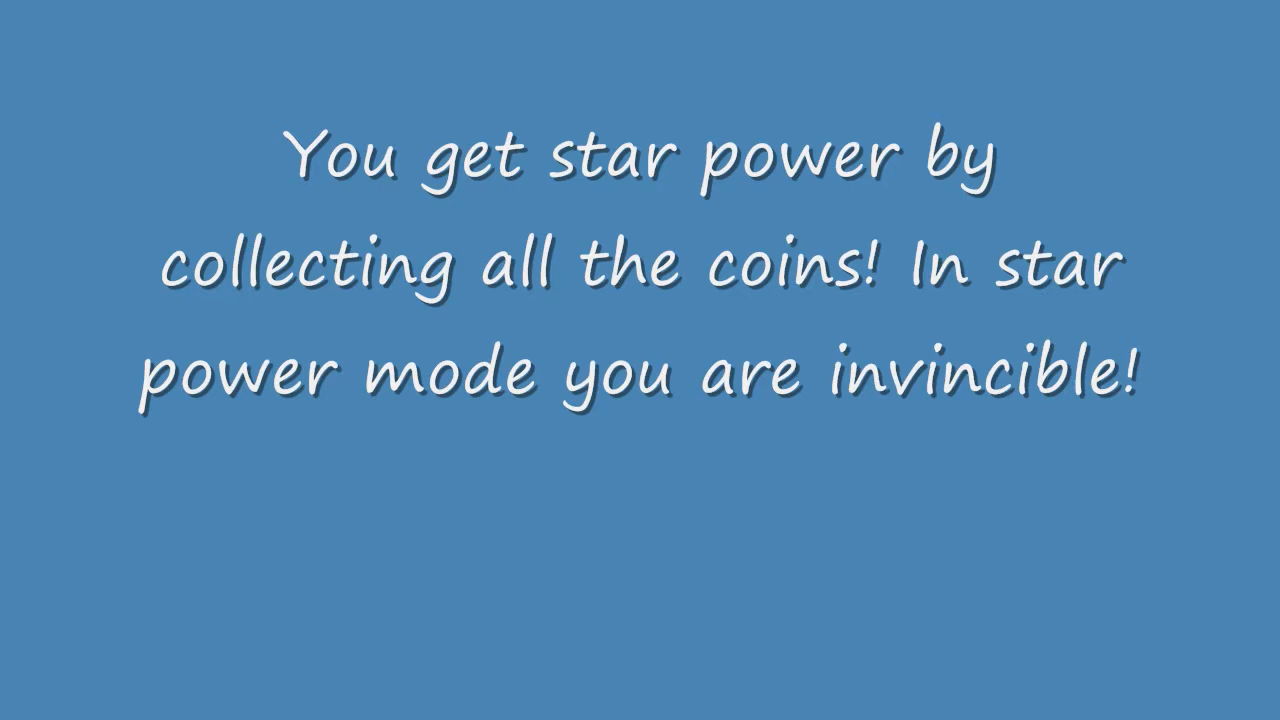 You get star power by
collecting all the coins! In star
power mode you are invincible!